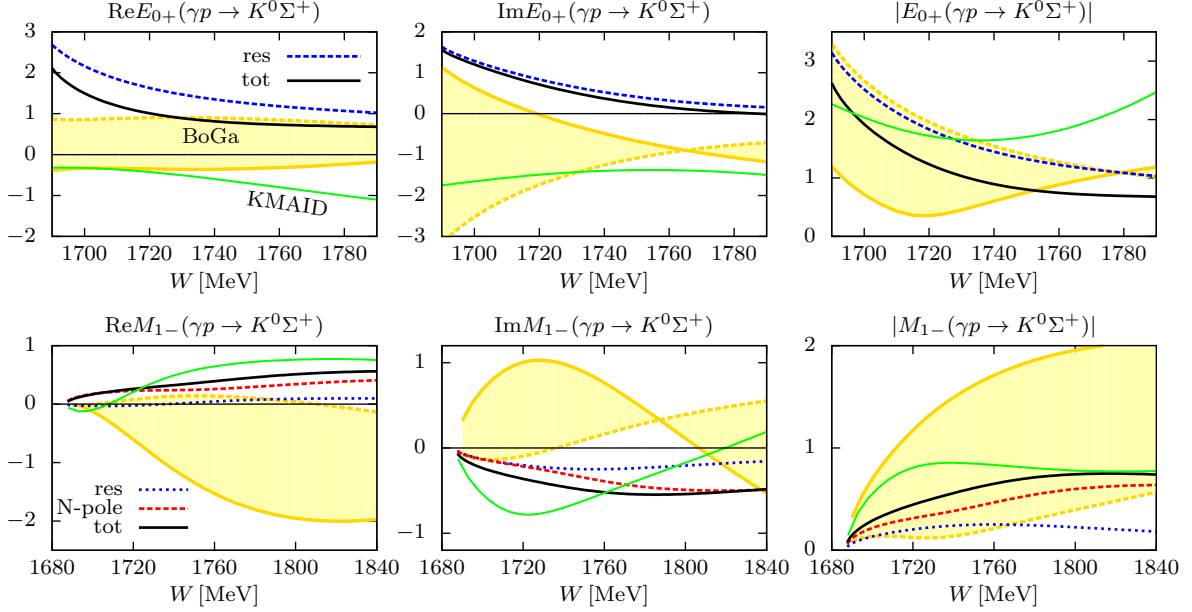 ReE₀₊(γp → K⁰Σ⁺)
3
2
1
0
−1
−2
res
tot
BoGa
KMAID
1700 1720 1740 1760 1780
W [MeV]
ImE₀₊(γp → K⁰Σ⁺)
2
1
0
−1
−2
−3
1700 1720 1740 1760 1780
W [MeV]
|E₀₊(γp → K⁰Σ⁺)|
3
2
1
0
1700 1720 1740 1760 1780
W [MeV]
ReM₁₋(γp → K⁰Σ⁺)
1
0
−1
−2
res
N-pole
tot
1680 1720 1760 1800 1840
W [MeV]
ImM₁₋(γp → K⁰Σ⁺)
1
0
−1
1680 1720 1760 1800 1840
W [MeV]
|M₁₋(γp → K⁰Σ⁺)|
2
1
0
1680 1720 1760 1800 1840
W [MeV]